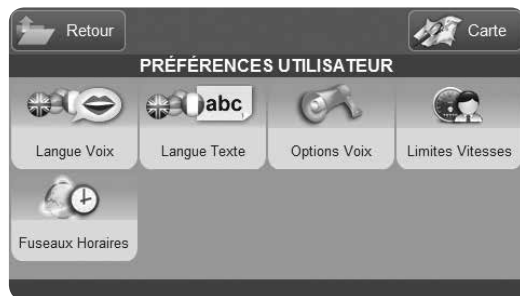 Retour
Carte
PRÉFÉRENCES UTILISATEUR
abc
Langue Voix
Langue Texte
Options Voix
Limites Vitesses
Fuseaux Horaires